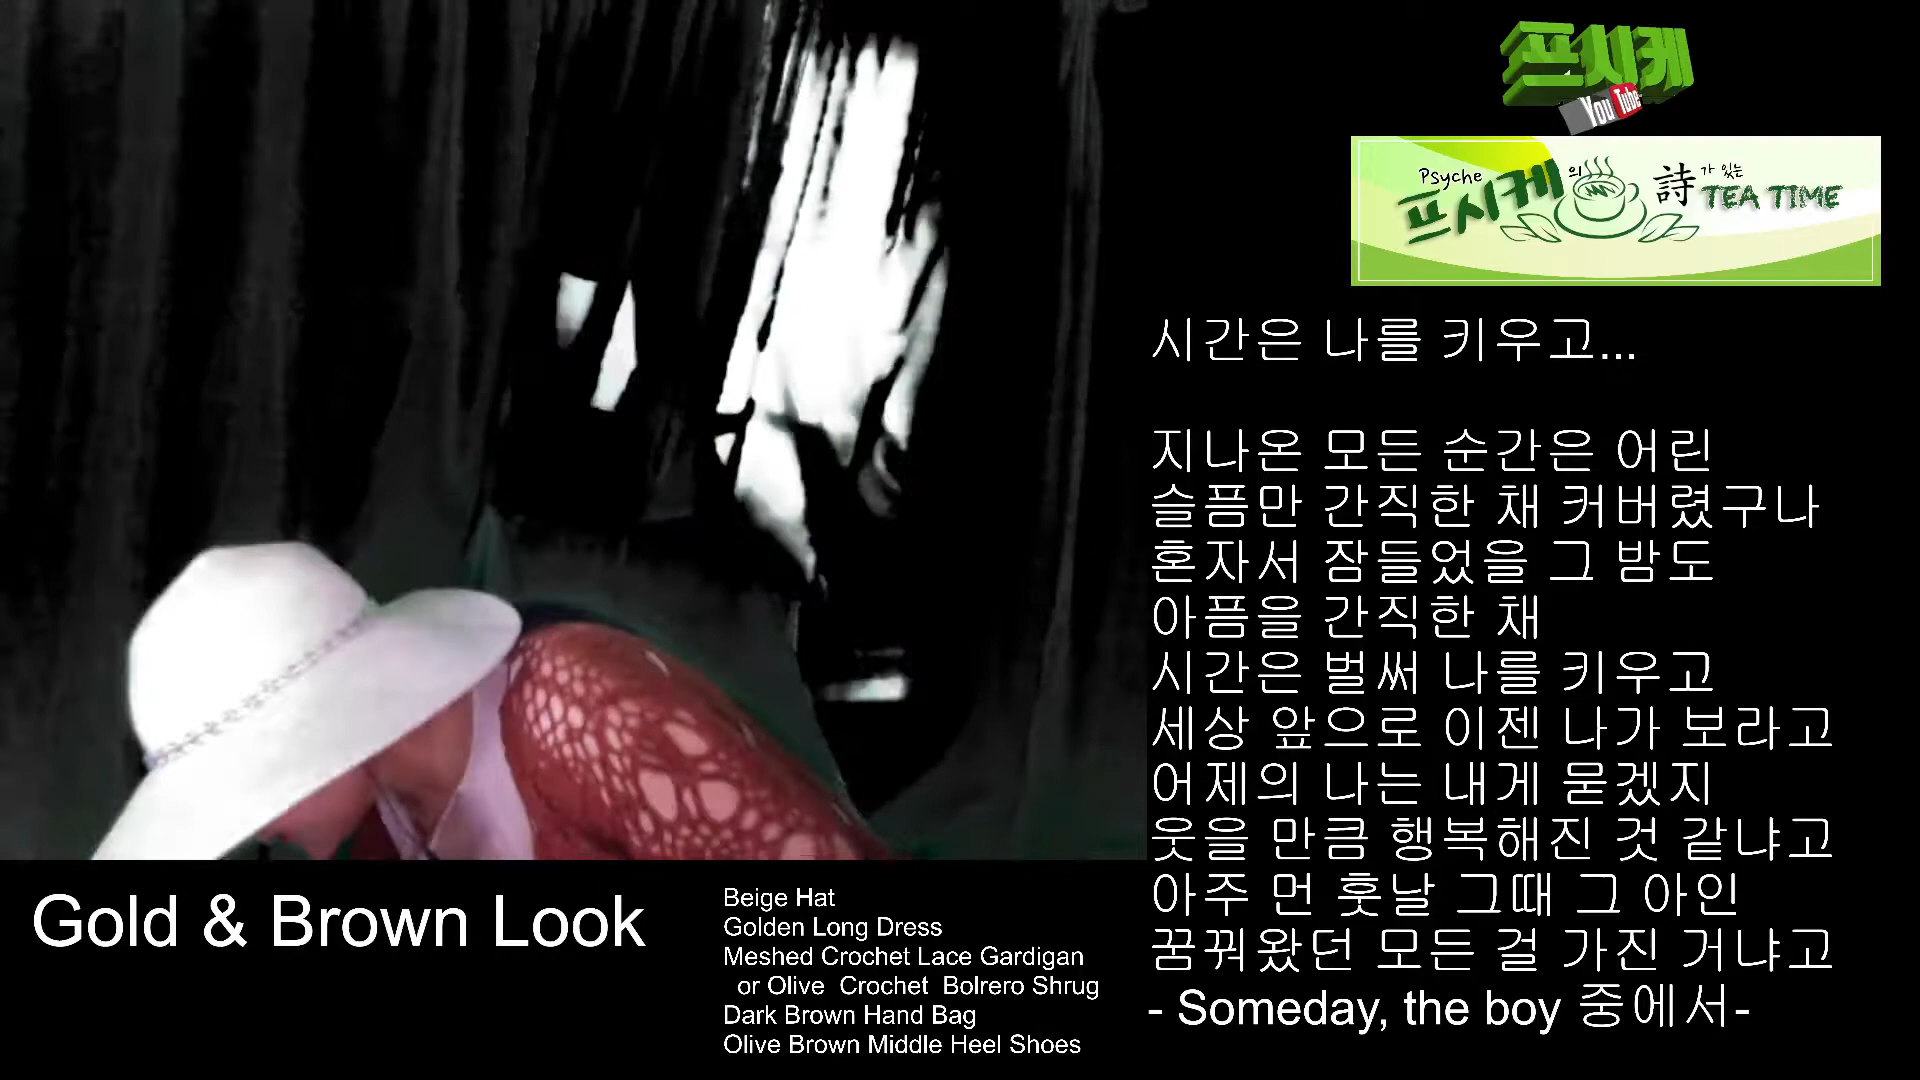 프시케
YouTube
Psyche
프시케의 詩가 있는 TEA TIME
시간은 나를 키우고...
지나온 모든 순간은 어린
슬픔만 간직한 채 커버렸구나
혼자서 잠들었을 그 밤도
아픔을 간직한 채
시간은 벌써 나를 키우고
세상 앞으로 이젠 나가 보라고
어제의 나는 내게 묻겠지
웃을 만큼 행복해진 것 같냐고
아주 먼 훗날 그때 그 아인
꿈꿔왔던 모든 걸 가진 거냐고
- Someday, the boy 중에서-
Gold & Brown Look
Beige Hat
Golden Long Dress
Meshed Crochet Lace Gardigan
or Olive Crochet Bolrero Shrug
Dark Brown Hand Bag
Olive Brown Middle Heel Shoes